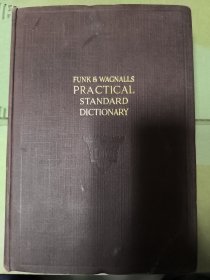 FUNK & WAGNALLS
PRACTICAL
STANDARD
DICTIONARY